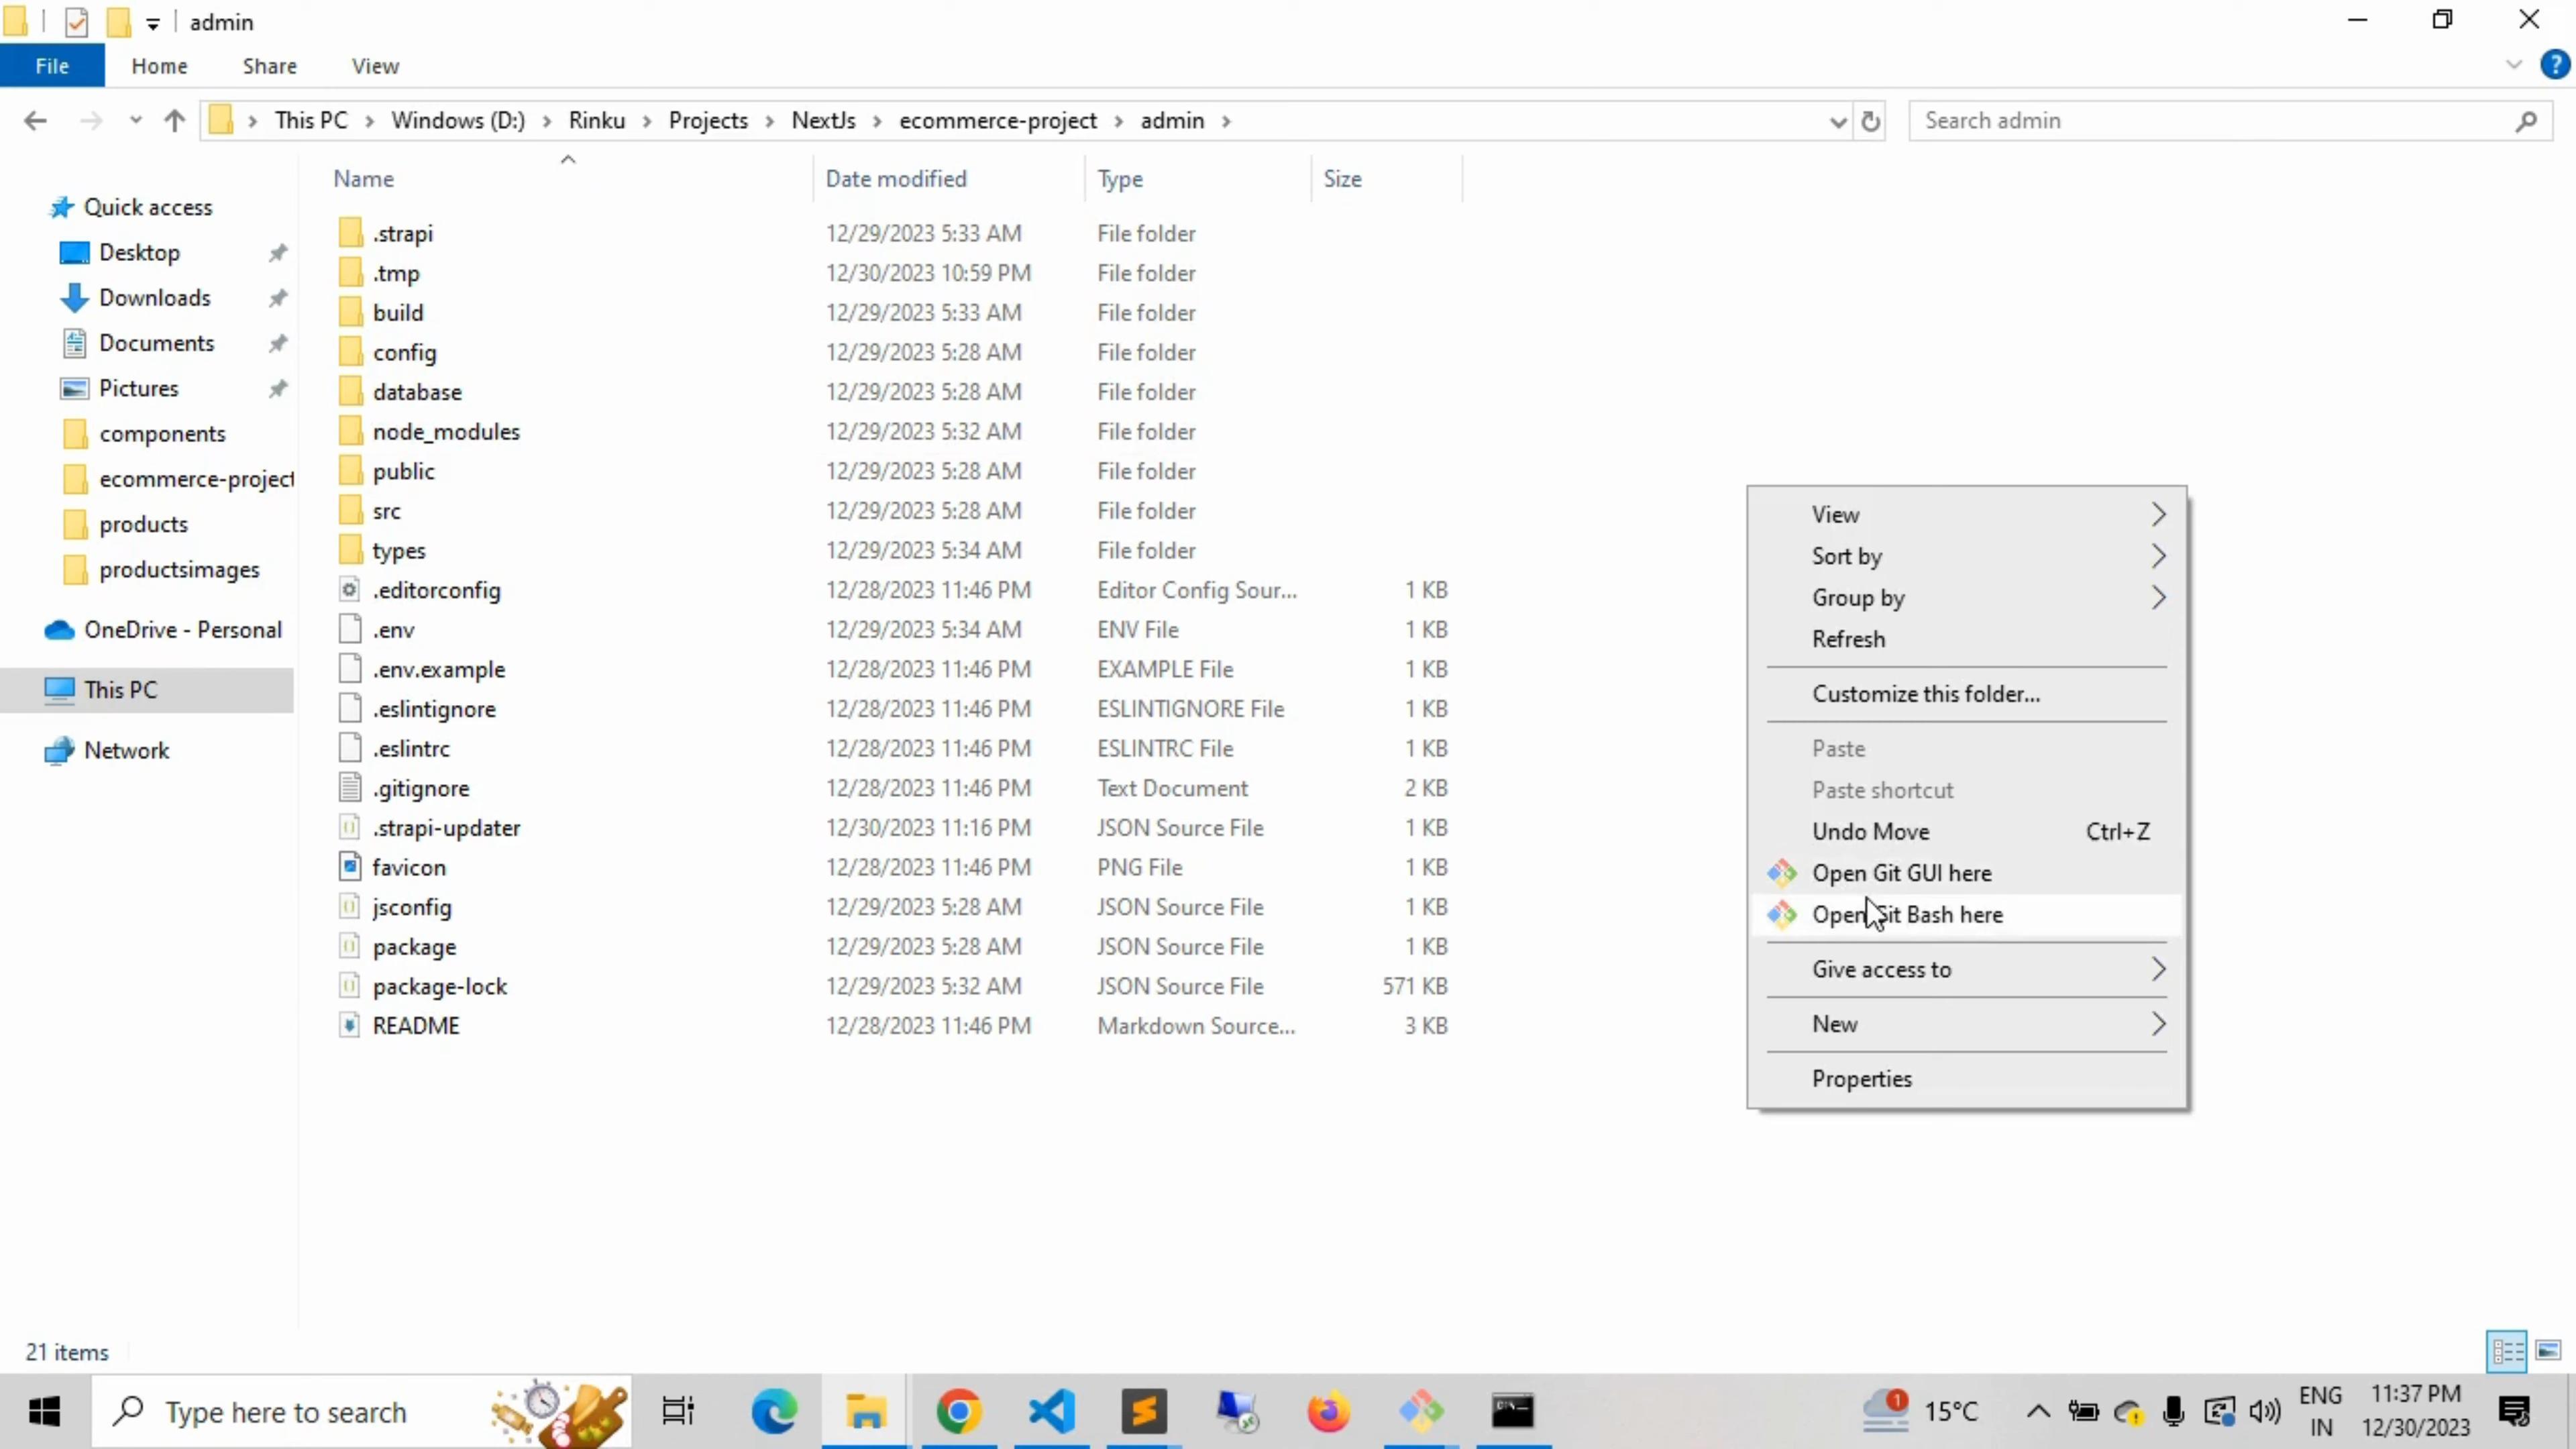 admin
File Home Share View
This PC Windows (D:) Rinku Projects NextJs ecommerce-project admin
Search admin
Name Date modified Type Size
Quick access
Desktop
Downloads
Documents
Pictures
components
ecommerce-project
products
productsimages
OneDrive - Personal
This PC
Network
.strapi 12/29/2023 5:33 AM File folder
.tmp 12/30/2023 10:59 PM File folder
build 12/29/2023 5:33 AM File folder
config 12/29/2023 5:28 AM File folder
database 12/29/2023 5:28 AM File folder
node_modules 12/29/2023 5:32 AM File folder
public 12/29/2023 5:28 AM File folder
src 12/29/2023 5:28 AM File folder
types 12/29/2023 5:34 AM File folder
.editorconfig 12/28/2023 11:46 PM Editor Config Sour... 1 KB
.env 12/29/2023 5:34 AM ENV File 1 KB
.env.example 12/28/2023 11:46 PM EXAMPLE File 1 KB
.eslintignore 12/28/2023 11:46 PM ESLINTIGNORE File 1 KB
.eslintrc 12/28/2023 11:46 PM ESLINTRC File 1 KB
.gitignore 12/28/2023 11:46 PM Text Document 2 KB
.strapi-updater 12/30/2023 11:16 PM JSON Source File 1 KB
favicon 12/28/2023 11:46 PM PNG File 1 KB
jsconfig 12/29/2023 5:28 AM JSON Source File 1 KB
package 12/29/2023 5:28 AM JSON Source File 1 KB
package-lock 12/29/2023 5:32 AM JSON Source File 571 KB
README 12/28/2023 11:46 PM Markdown Source... 3 KB
View
Sort by
Group by
Refresh
Customize this folder...
Paste
Paste shortcut
Undo Move Ctrl+Z
Open Git GUI here
Open Git Bash here
Give access to
New
Properties
21 items
Type here to search
1
15°C
ENG
IN
11:37 PM
12/30/2023